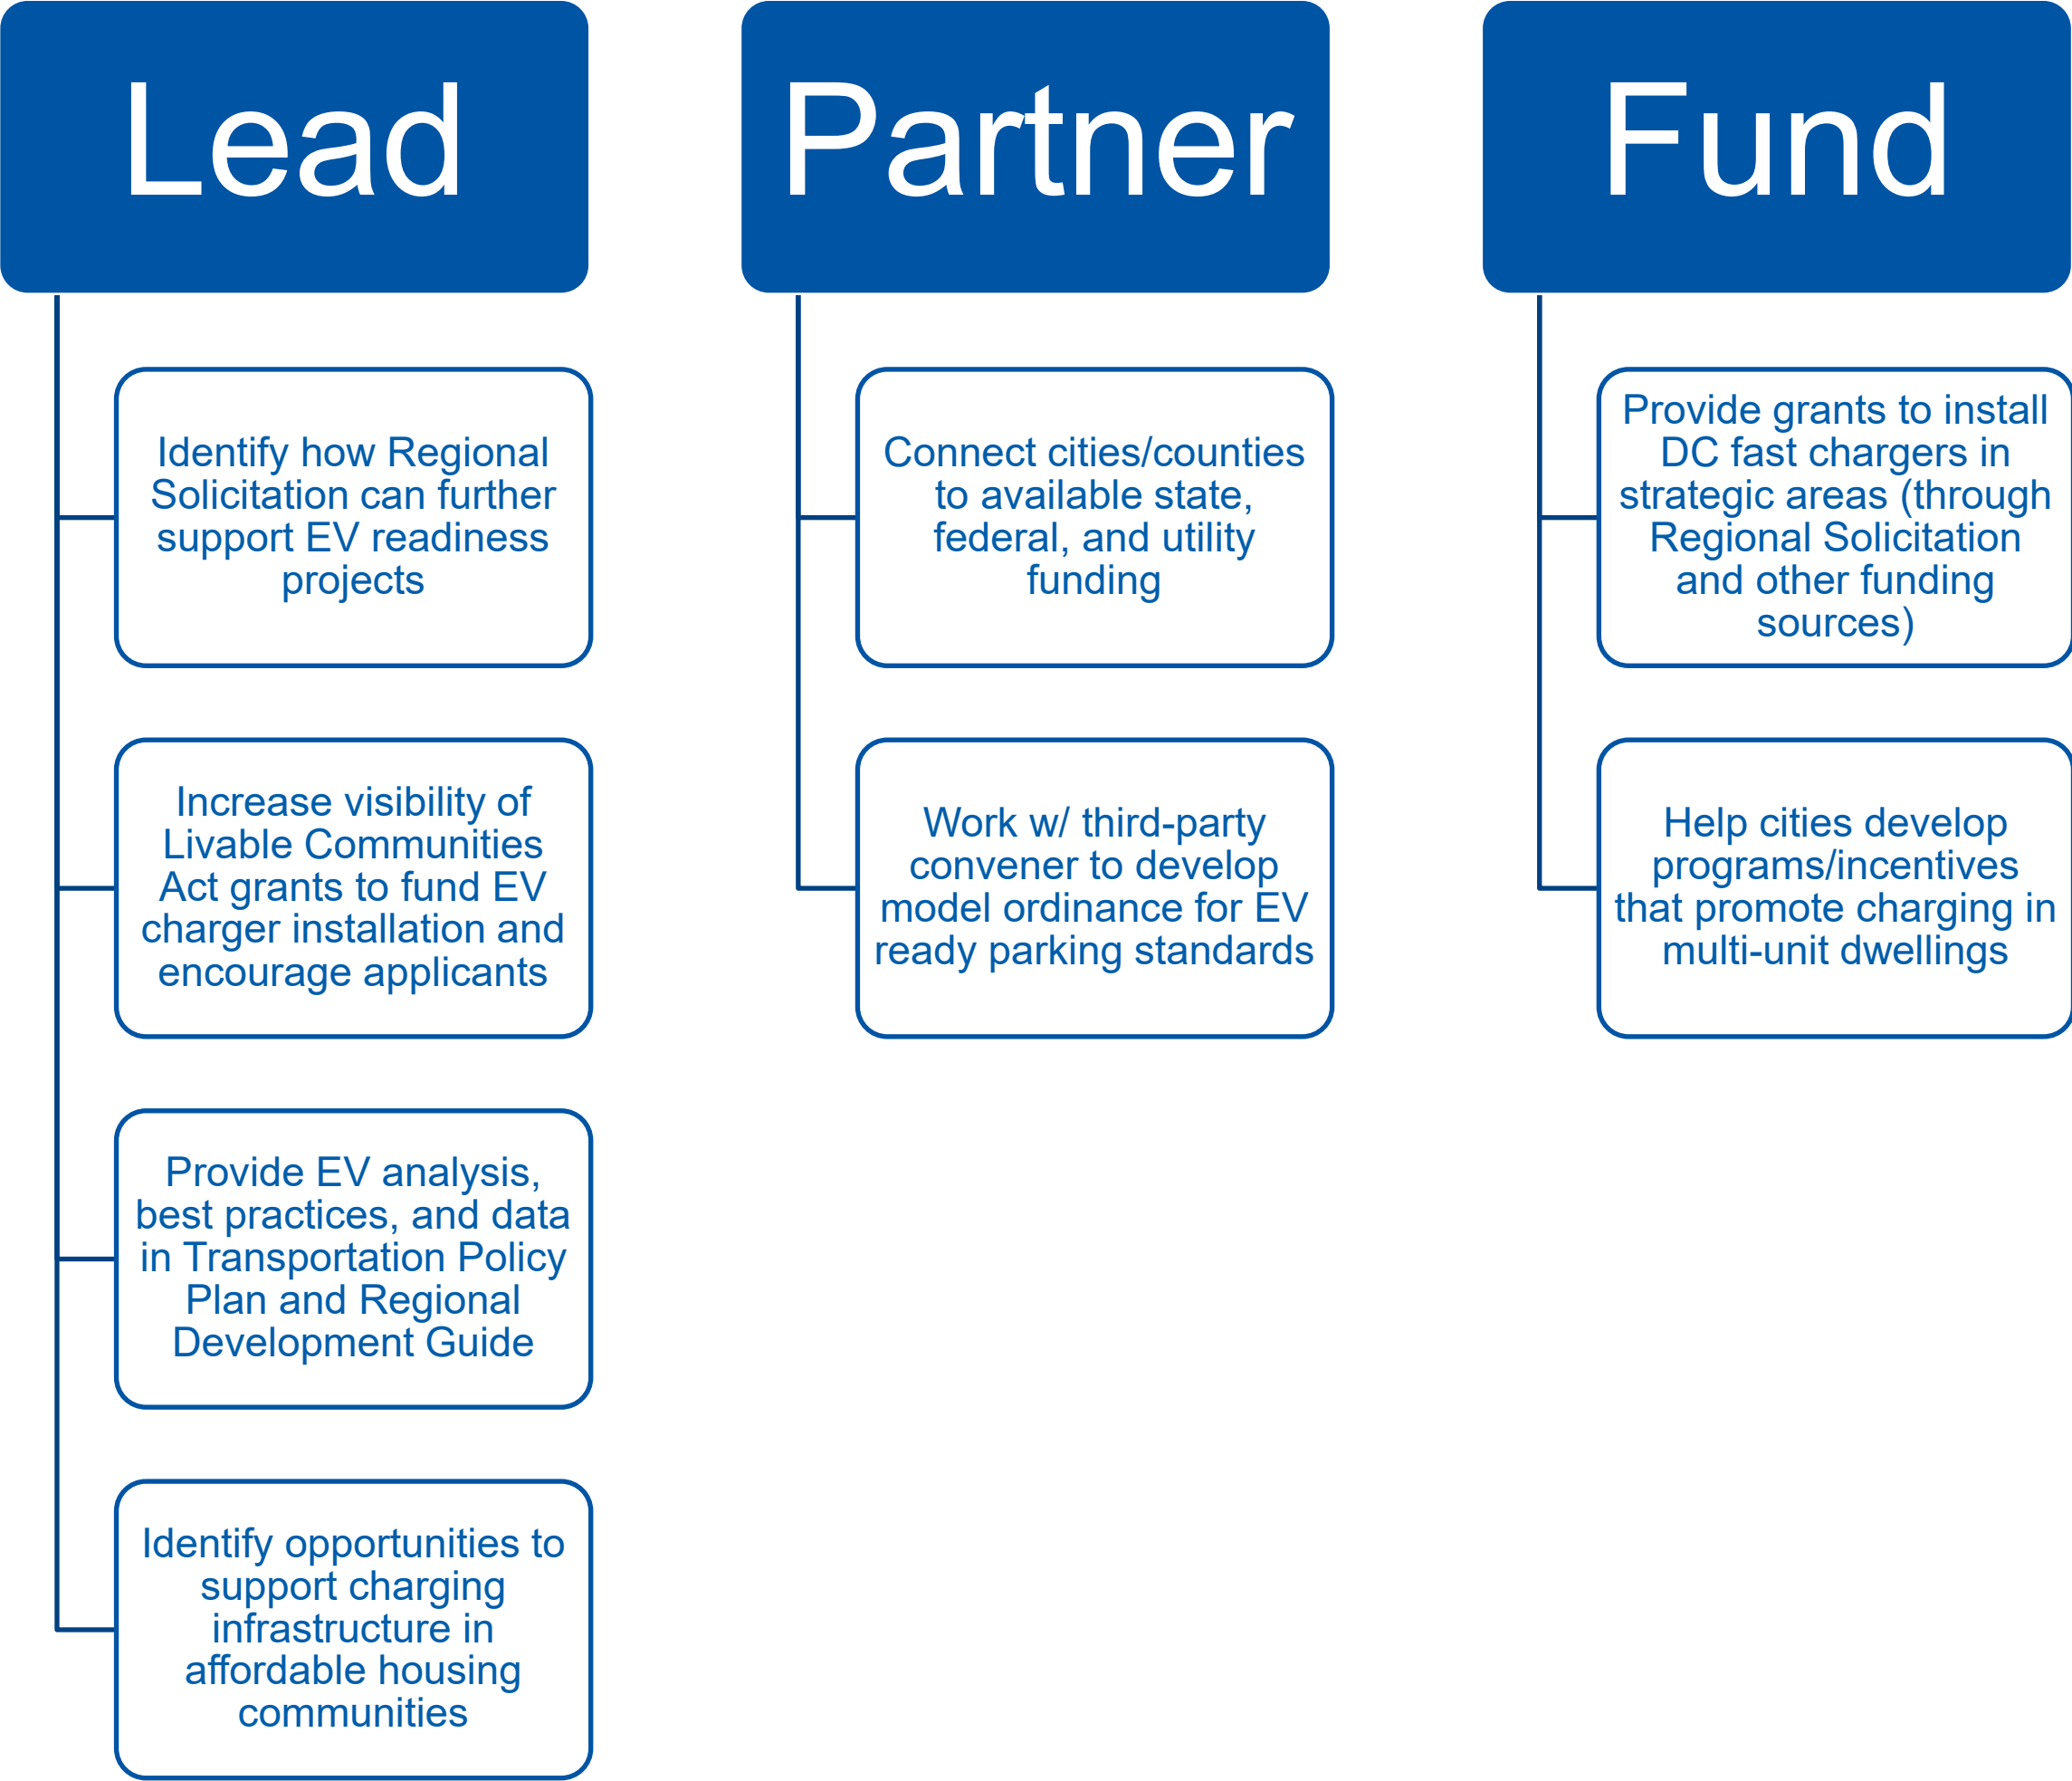 Lead
Identify how Regional
Solicitation can further
support EV readiness
projects
Increase visibility of
Livable Communities
Act grants to fund EV
charger installation and
encourage applicants
Provide EV analysis,
best practices, and data
in Transportation Policy
Plan and Regional
Development Guide
Identify opportunities to
support charging
infrastructure in
affordable housing
communities
Partner
Connect cities/counties
to available state,
federal, and utility
funding
Work w/ third-party
convener to develop
model ordinance for EV
ready parking standards
Fund
Provide grants to install
DC fast chargers in
strategic areas (through
Regional Solicitation
and other funding
sources)
Help cities develop
programs/incentives
that promote charging in
multi-unit dwellings